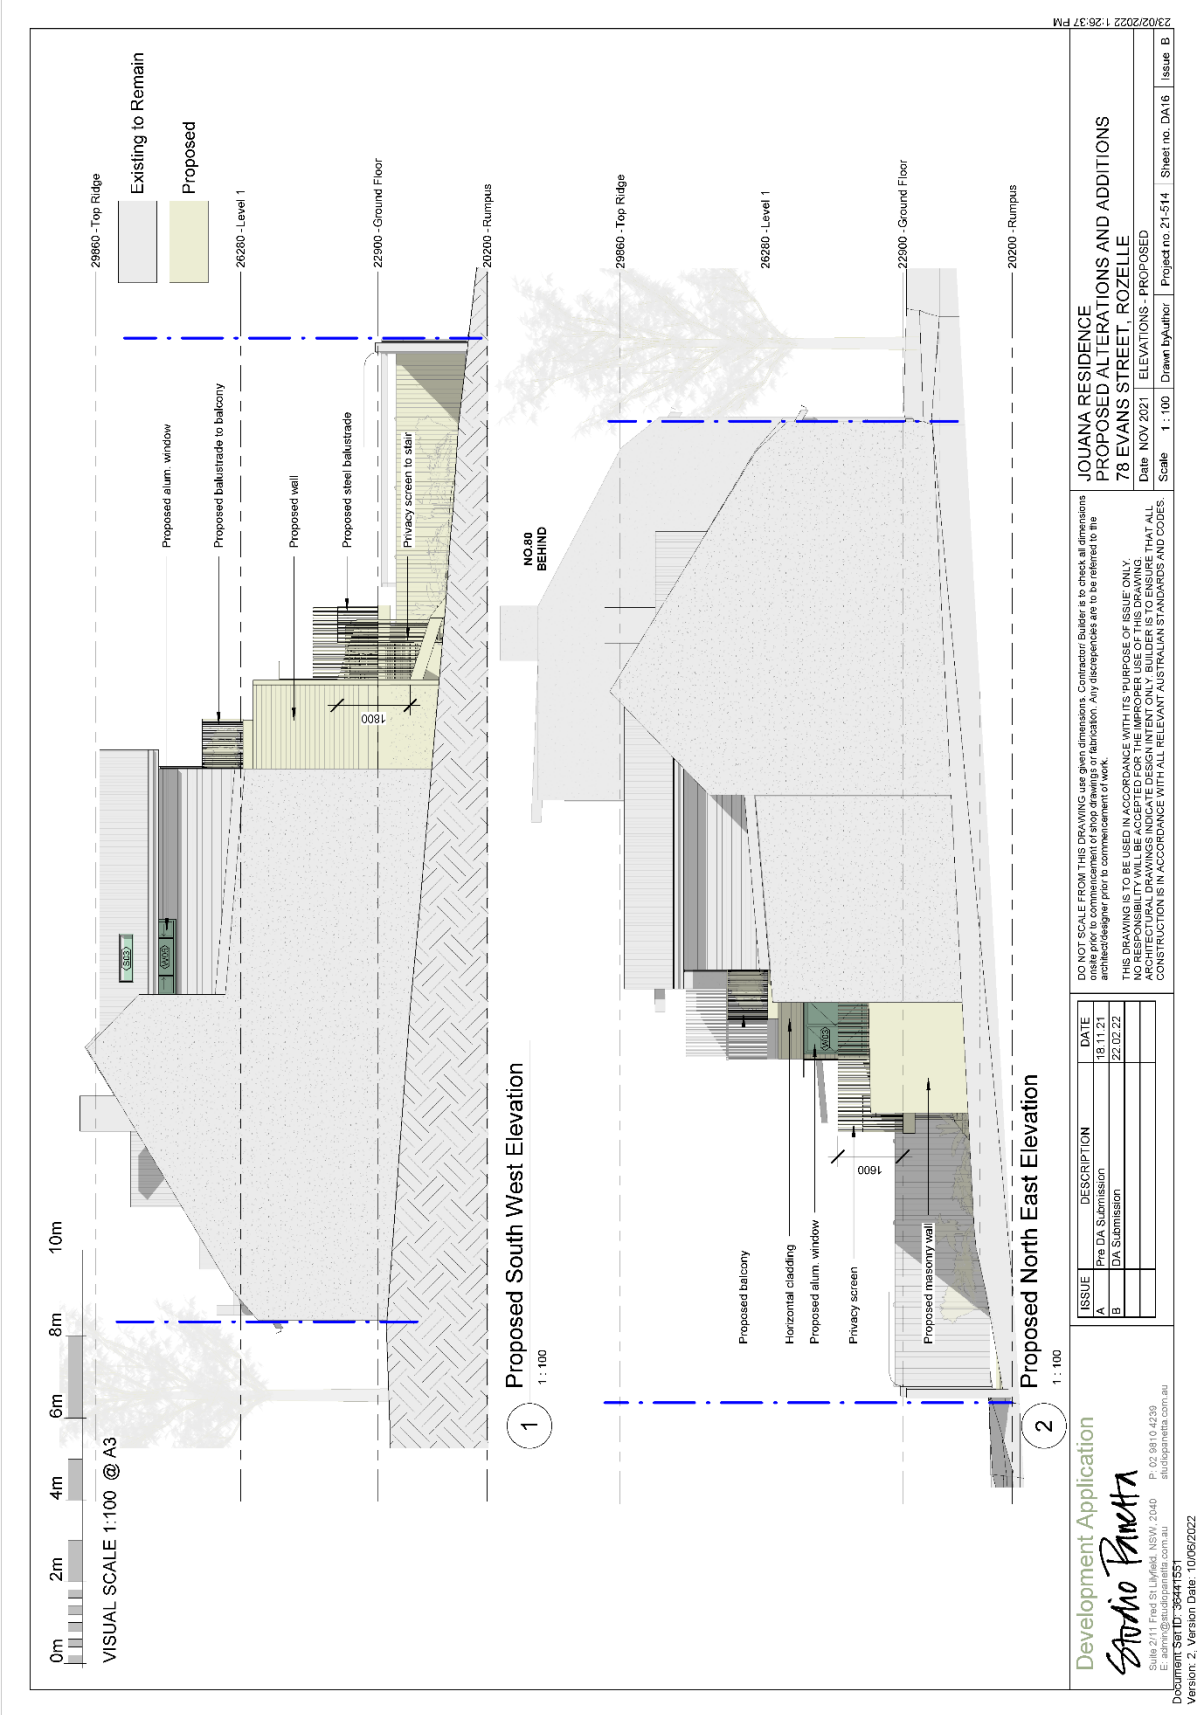 0m 2m 4m 6m 8m 10m
VISUAL SCALE 1:100 @ A3
Existing to Remain
Proposed
29860 - Top Ridge
26280 - Level 1
22900 - Ground Floor
20200 - Rumpus
Proposed alum. window
Proposed balustrade to balcony
Proposed wall
Proposed steel balustrade
Privacy screen to stair
1800
S03
W06
1
Proposed South West Elevation
1 : 100
NO.80
BEHIND
29860 - Top Ridge
26280 - Level 1
22900 - Ground Floor
20200 - Rumpus
Proposed balcony
Horizontal cladding
Proposed alum. window
Privacy screen
Proposed masonry wall
1600
W03
2
Proposed North East Elevation
1 : 100
Development Application
Studio Panetta
Suite 2/11 Fred St Lilyfield. NSW. 2040 P: 02 9810 4239
E: admin@studiopanetta.com.au studiopanetta.com.au
ISSUE DESCRIPTION DATE
A Pre DA Submission 18.11.21
B DA Submission 22.02.22
DO NOT SCALE FROM THIS DRAWING use given dimensions. Contractor/ Builder is to check all dimensions
onsite prior to commencement of shop drawings or fabrication. Any discrepencies are to be referred to the
architect/designer prior to commencement of work.
THIS DRAWING IS TO BE USED IN ACCORDANCE WITH ITS 'PURPOSE OF ISSUE' ONLY.
NO RESPONSIBILITY WILL BE ACCEPTED FOR THE IMPROPER USE OF THIS DRAWING.
ARCHITECTURAL DRAWINGS INDICATE DESIGN INTENT ONLY. BUILDER IS TO ENSURE THAT ALL
CONSTRUCTION IS IN ACCORDANCE WITH ALL RELEVANT AUSTRALIAN STANDARDS AND CODES.
JOUANA RESIDENCE
PROPOSED ALTERATIONS AND ADDITIONS
78 EVANS STREET, ROZELLE
Date NOV 2021 ELEVATIONS - PROPOSED
Scale 1 : 100 Drawn byAuthor Project no. 21-514 Sheet no. DA16 Issue B
23/02/2022 1:26:37 PM
Document Set ID: 36441551
Version: 2, Version Date: 10/06/2022